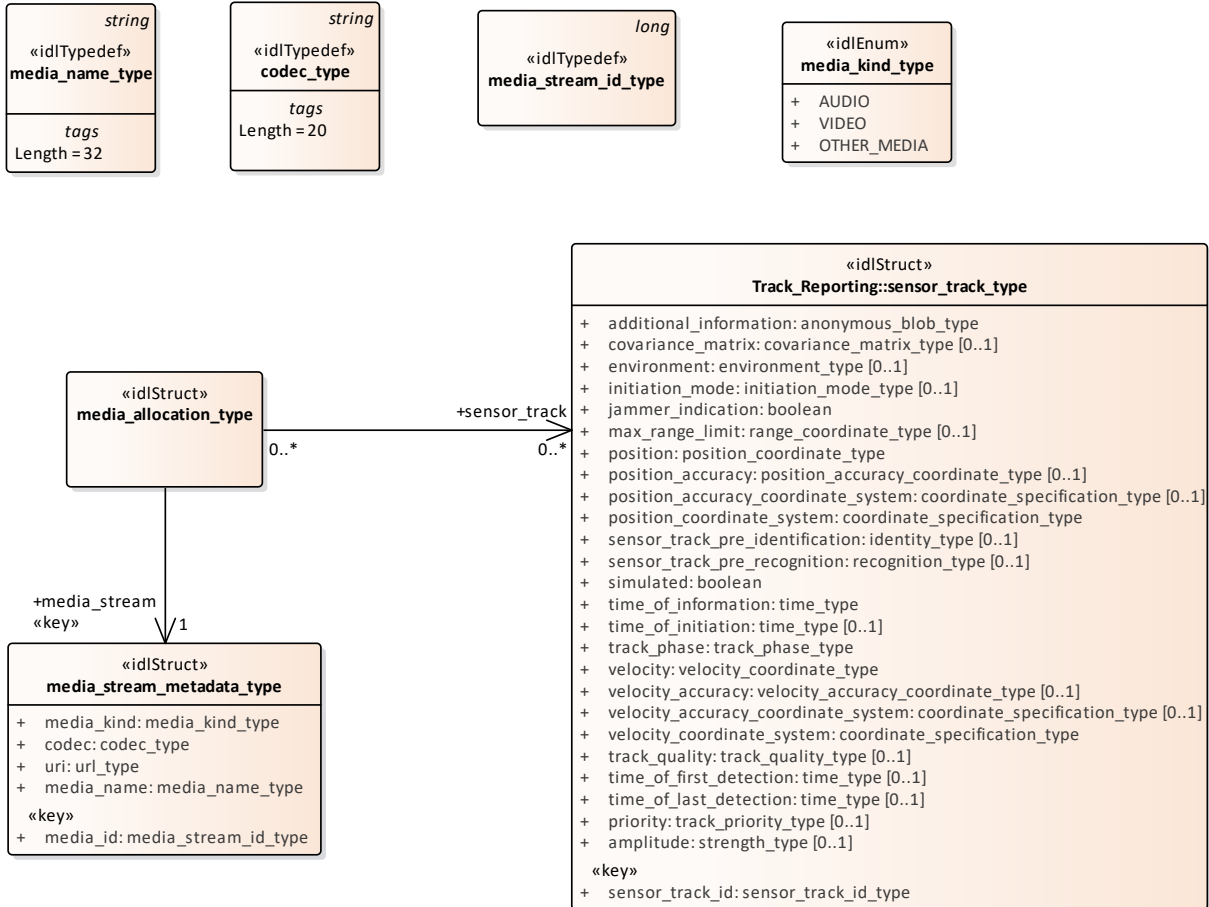 string
«idlTypedef»
media_name_type
tags
Length = 32
string
«idlTypedef»
codec_type
tags
Length = 20
long
«idlTypedef»
media_stream_id_type
«idlEnum»
media_kind_type
+ AUDIO
+ VIDEO
+ OTHER_MEDIA
«idlStruct»
media_allocation_type
+sensor_track
0..*
0..*
+media_stream
«key»
1
«idlStruct»
media_stream_metadata_type
+ media_kind: media_kind_type
+ codec: codec_type
+ uri: url_type
+ media_name: media_name_type
«key»
+ media_id: media_stream_id_type
«idlStruct»
Track_Reporting::sensor_track_type
+ additional_information: anonymous_blob_type
+ covariance_matrix: covariance_matrix_type [0..1]
+ environment: environment_type [0..1]
+ initiation_mode: initiation_mode_type [0..1]
+ jammer_indication: boolean
+ max_range_limit: range_coordinate_type [0..1]
+ position: position_coordinate_type
+ position_accuracy: position_accuracy_coordinate_type [0..1]
+ position_accuracy_coordinate_system: coordinate_specification_type [0..1]
+ position_coordinate_system: coordinate_specification_type
+ sensor_track_pre_identification: identity_type [0..1]
+ sensor_track_pre_recognition: recognition_type [0..1]
+ simulated: boolean
+ time_of_information: time_type
+ time_of_initiation: time_type [0..1]
+ track_phase: track_phase_type
+ velocity: velocity_coordinate_type
+ velocity_accuracy: velocity_accuracy_coordinate_type [0..1]
+ velocity_accuracy_coordinate_system: coordinate_specification_type [0..1]
+ velocity_coordinate_system: coordinate_specification_type
+ track_quality: track_quality_type [0..1]
+ time_of_first_detection: time_type [0..1]
+ time_of_last_detection: time_type [0..1]
+ priority: track_priority_type [0..1]
+ amplitude: strength_type [0..1]
«key»
+ sensor_track_id: sensor_track_id_type